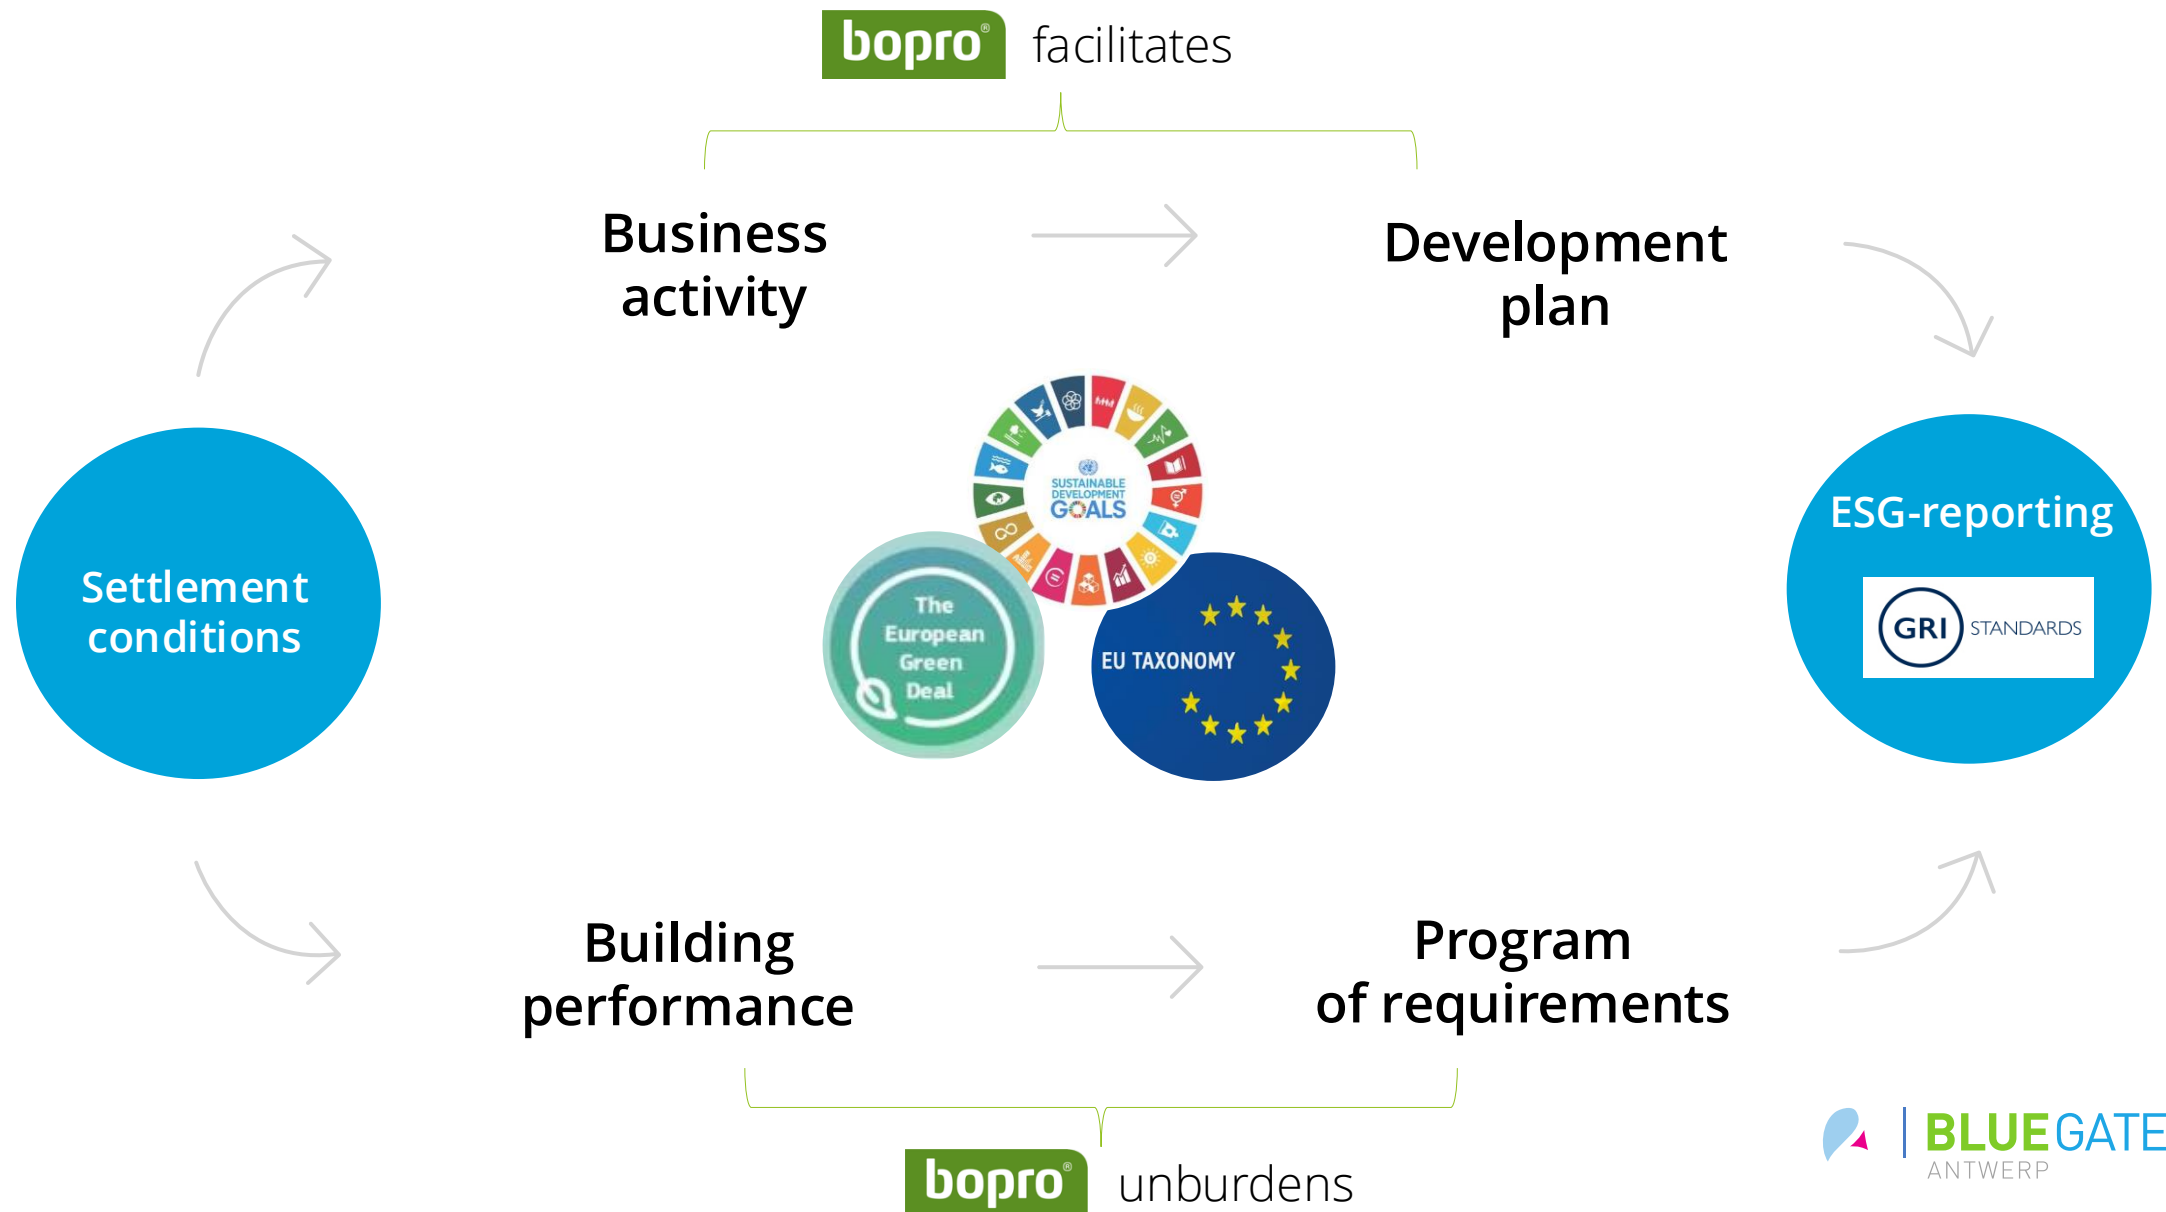 bopro® facilitates
Business
activity
Development
plan
SUSTAINABLE
DEVELOPMENT
GOALS
Settlement
conditions
The
European
Green
Deal
EU TAXONOMY
ESG-reporting
GRI STANDARDS
Building
performance
Program
of requirements
bopro® unburdens
BLUEGATE
ANTWERP